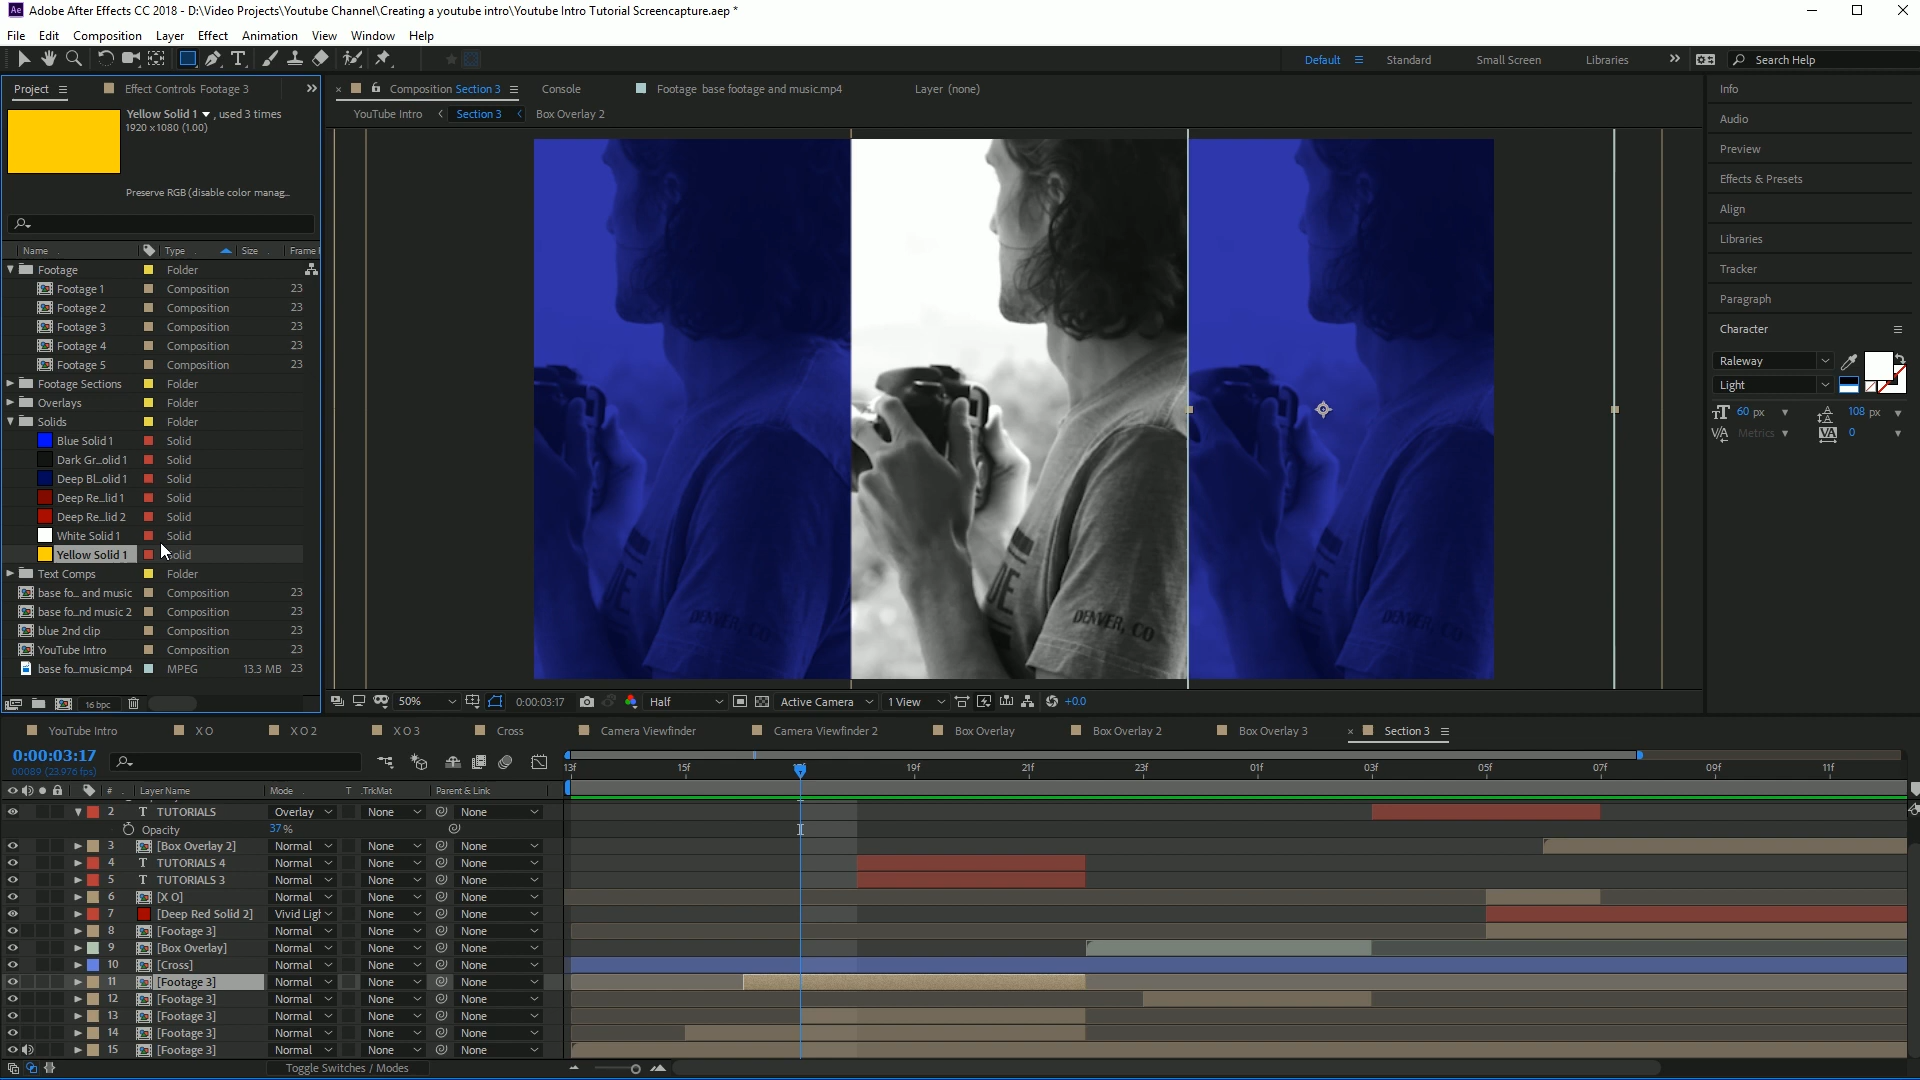 Adobe After Effects CC 2018 - D:\Video Projects\Youtube Channel\Creating a youtube intro\Youtube Intro Tutorial Screencapture.aep *
File Edit Composition Layer Effect Animation View Window Help
Default Standard Small Screen Libraries Search Help
Project Effect Controls Footage 3
Composition Section 3 Console Footage base footage and music.mp4 Layer (none)
YouTube Intro Section 3 Box Overlay 2
Yellow Solid 1 , used 3 times
1920 x 1080 (1.00)
Preserve RGB (disable color manag...
Name Type Size Frame
Footage Folder
Footage 1 Composition 23
Footage 2 Composition 23
Footage 3 Composition 23
Footage 4 Composition 23
Footage 5 Composition 23
Footage Sections Folder
Overlays Folder
Solids Folder
Blue Solid 1 Solid
Dark Gr...olid 1 Solid
Deep Bl...olid 1 Solid
Deep Re...lid 1 Solid
Deep Re...lid 2 Solid
White Solid 1 Solid
Yellow Solid 1 Solid
Text Comps Folder
base fo... and music Composition 23
base fo...nd music 2 Composition 23
blue 2nd clip Composition 23
YouTube Intro Composition 23
base fo...music.mp4 MPEG 13.3 MB 23
16 bpc
DENVER, CO
DENVER, CO
50% 0:00:03:17 Half Active Camera 1 View +0.0
Info
Audio
Preview
Effects & Presets
Align
Libraries
Tracker
Paragraph
Character
Raleway
Light
60 px 108 px
Metrics 0
YouTube Intro X O X O 2 X O 3 Cross Camera Viewfinder Camera Viewfinder 2 Box Overlay Box Overlay 2 Box Overlay 3 Section 3
0:00:03:17
00089 (23.976 fps)
13f 15f 19f 21f 23f 01f 03f 05f 07f 09f 11f
# Layer Name Mode T .TrkMat Parent & Link
2 T TUTORIALS Overlay None None
Opacity 37 %
3 [Box Overlay 2] Normal None None
4 T TUTORIALS 4 Normal None None
5 T TUTORIALS 3 Normal None None
6 [X O] Normal None None
7 [Deep Red Solid 2] Vivid Ligh None None
8 [Footage 3] Normal None None
9 [Box Overlay] Normal None None
10 [Cross] Normal None None
11 [Footage 3] Normal None None
12 [Footage 3] Normal None None
13 [Footage 3] Normal None None
14 [Footage 3] Normal None None
15 [Footage 3] Normal None None
Toggle Switches / Modes